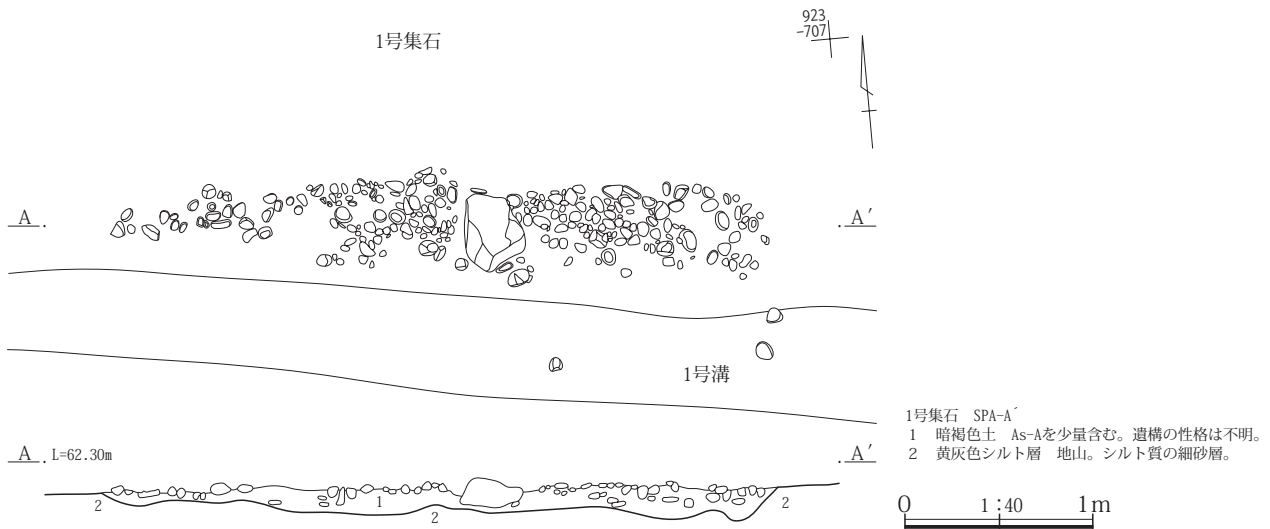 1号集石
923
-707
A A′
1号溝
A L=62.30m A′
2 1 2 2
1号集石 SPA-A´
1 暗褐色土 As-Aを少量含む。遺構の性格は不明。
2 黄灰色シルト層 地山。シルト質の細砂層。
0 1:40 1m